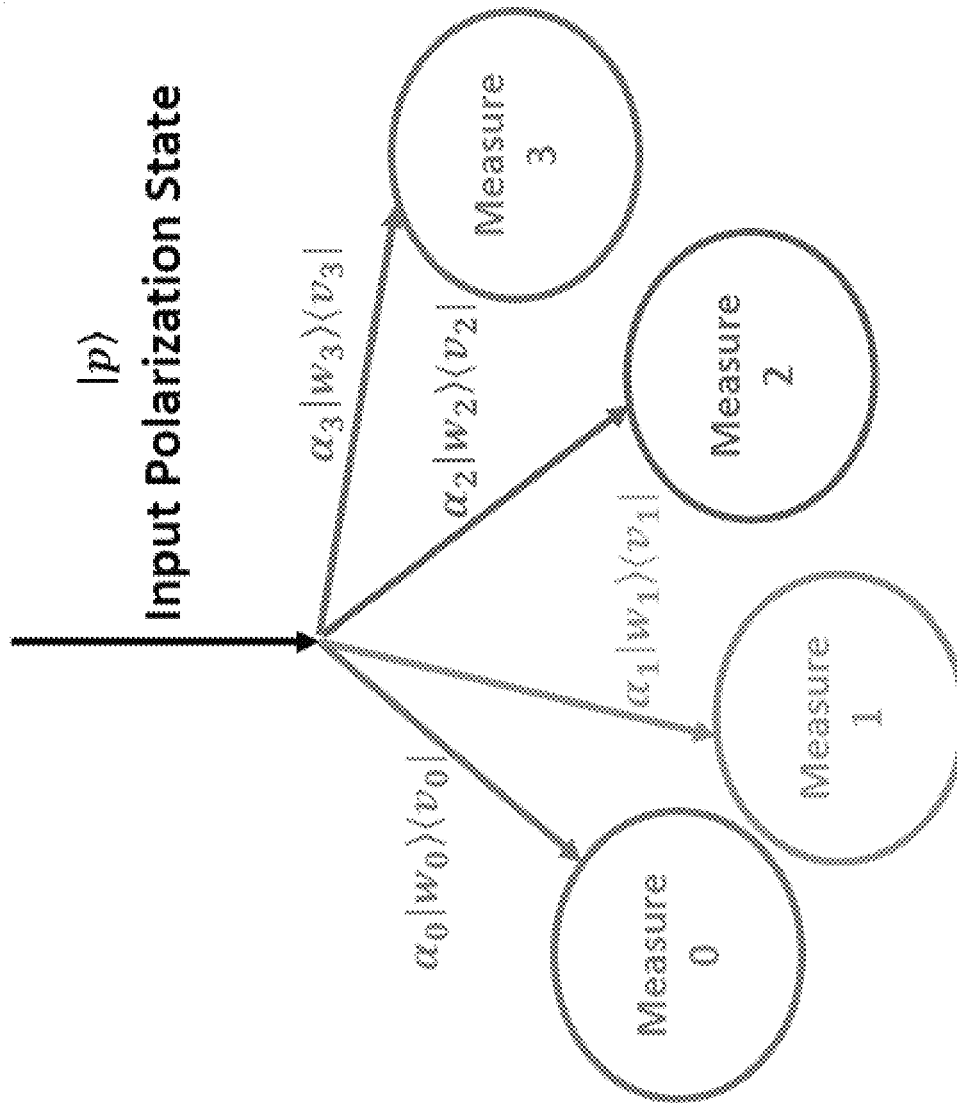 |p⟩
Input Polarization State
α₃|w₃⟩⟨v₃|
α₂|w₂⟩⟨v₂|
α₁|w₁⟩⟨v₁|
α₀|w₀⟩⟨v₀|
Measure
3
Measure
2
Measure
1
Measure
0